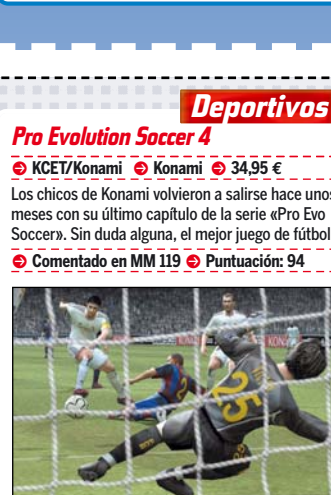 Deportivos
Pro Evolution Soccer 4
KCET/Konami Konami 34,95 €
Los chicos de Konami volvieron a salirse hace unos
meses con su último capítulo de la serie «Pro Evo
Soccer». Sin duda alguna, el mejor juego de fútbol
Comentado en MM 119 Puntuación: 94
25